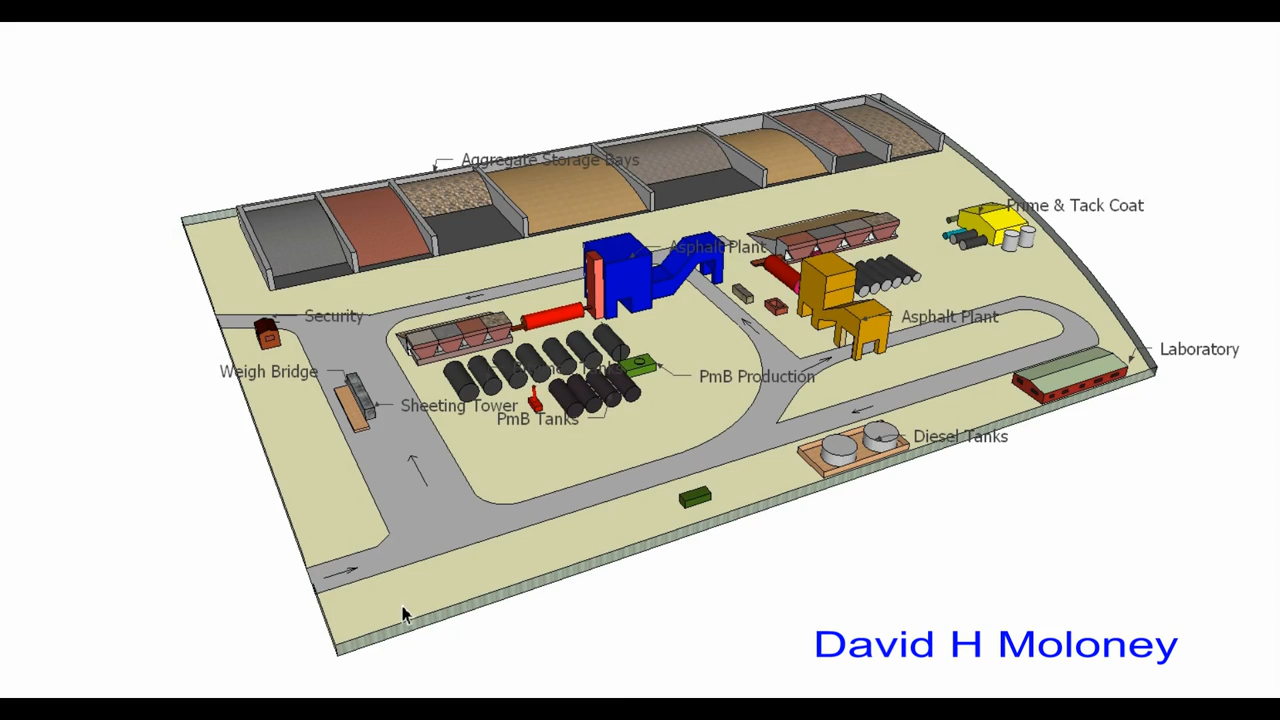 Aggregate Storage Bays
Prime & Tack Coat
Asphalt Plant
Security
Asphalt Plant
Laboratory
Weigh Bridge
PmB Production
Sheeting Tower
PmB Tanks
Diesel Tanks
David H Moloney